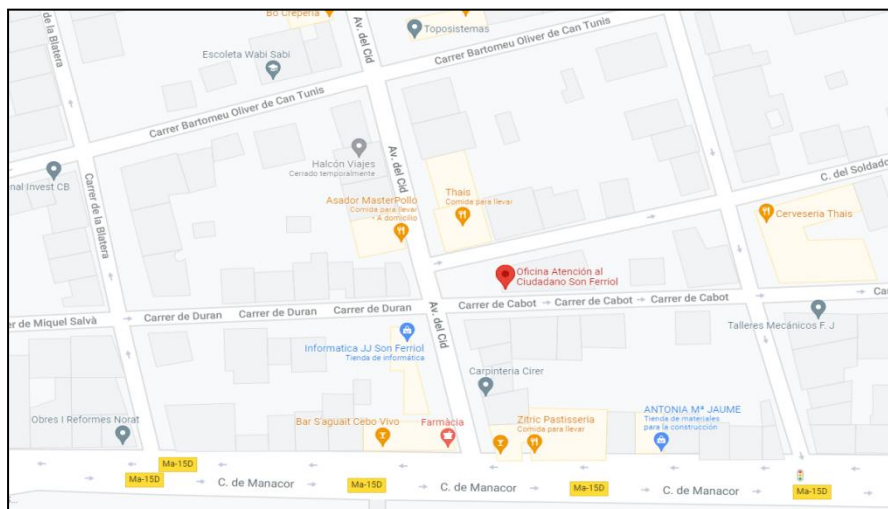 Bo Creperia
de la Blatera
Toposistemas
Av. del Cid
Carrer Bartomeu Oliver de Can Tunis
Escoleta Wabi Sabi
Carrer Bartomeu Oliver de Can Tunis
Halcón Viajes
Cerrado temporalmente
Av. del Cid
nal Invest CB
Carrer de la Blatera
C. del Soldado
Asador MasterPollo
Comida para llevar
- A domicilio
Thais
Comida para llevar
Cerveseria Thais
Oficina Atención al
Ciudadano Son Ferriol
Carrer de Cabot
Carrer de Cabot
Carrer de Cabot
Car
er de Miquel Salvà
Carrer de Duran
Carrer de Duran
Carrer de Duran
Av. del Cid
Talleres Mecánicos F. J
Informatica JJ Son Ferriol
Tienda de informática
Carpinteria Cirer
Obres I Reformes Norat
Bar S'aguait Cebo Vivo
Farmàcia
Zitric Pastisseria
Comida para llevar
ANTONIA Mª JAUME
Tienda de materiales
para la construcción
Ma-15D
Ma-15D
C. de Manacor
Ma-15D
C. de Manacor
Ma-15D
C. de Manacor
Ma-15D